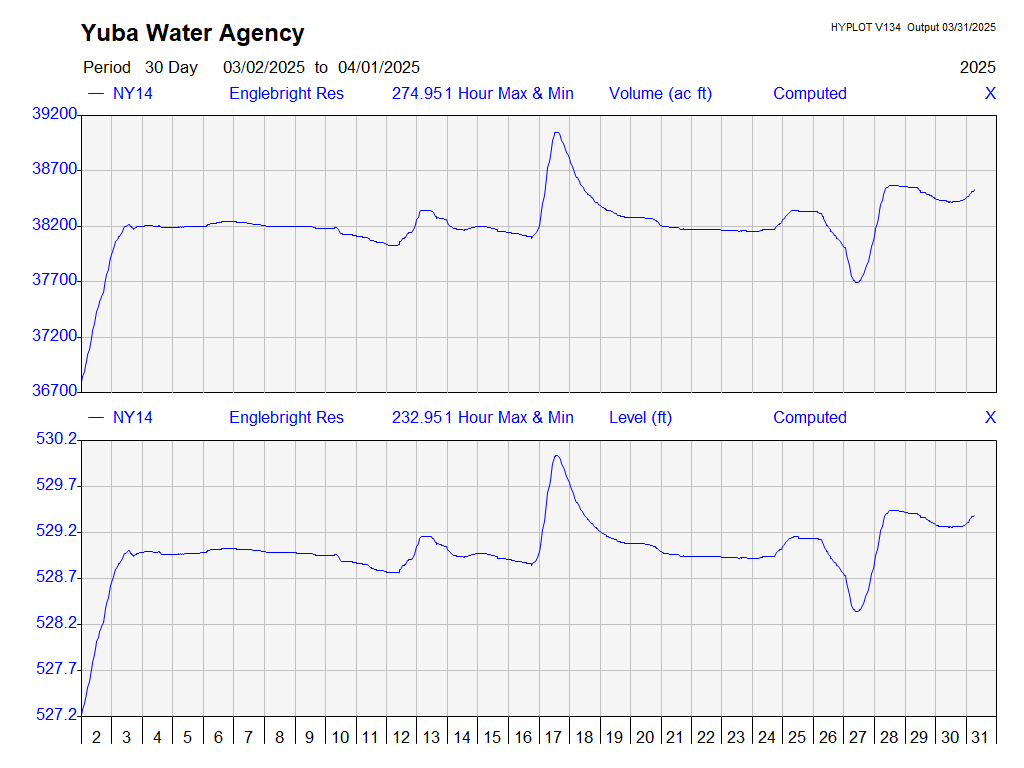 Yuba Water Agency
HYPLOT V134 Output 03/31/2025
Period 30 Day 03/02/2025 to 04/01/2025 2025
NY14 Englebright Res 274.951 Hour Max & Min Volume (ac ft) Computed X
39200
38700
38200
37700
37200
36700
NY14 Englebright Res 232.951 Hour Max & Min Level (ft) Computed X
530.2
529.7
529.2
528.7
528.2
527.7
527.2
2 3 4 5 6 7 8 9 10 11 12 13 14 15 16 17 18 19 20 21 22 23 24 25 26 27 28 29 30 31